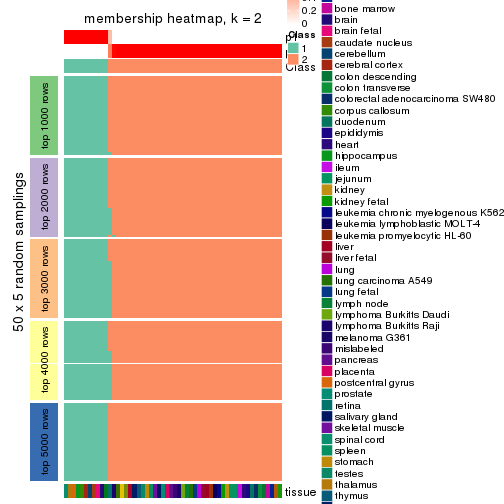 membership heatmap, k = 2
50 x 5 random samplings
top 1000 rows
top 2000 rows
top 3000 rows
top 4000 rows
top 5000 rows
Class
tissue
0.2
0
Class
1
2
bone marrow
brain
brain fetal
caudate nucleus
cerebellum
cerebral cortex
colon descending
colon transverse
colorectal adenocarcinoma SW480
corpus callosum
duodenum
epididymis
heart
hippocampus
ileum
jejunum
kidney
kidney fetal
leukemia chronic myelogenous K562
leukemia lymphoblastic MOLT-4
leukemia promyelocytic HL-60
liver
liver fetal
lung
lung carcinoma A549
lung fetal
lymph node
lymphoma Burkitts Daudi
lymphoma Burkitts Raji
melanoma G361
mislabeled
pancreas
placenta
postcentral gyrus
prostate
retina
salivary gland
skeletal muscle
spinal cord
spleen
stomach
testes
thalamus
thymus